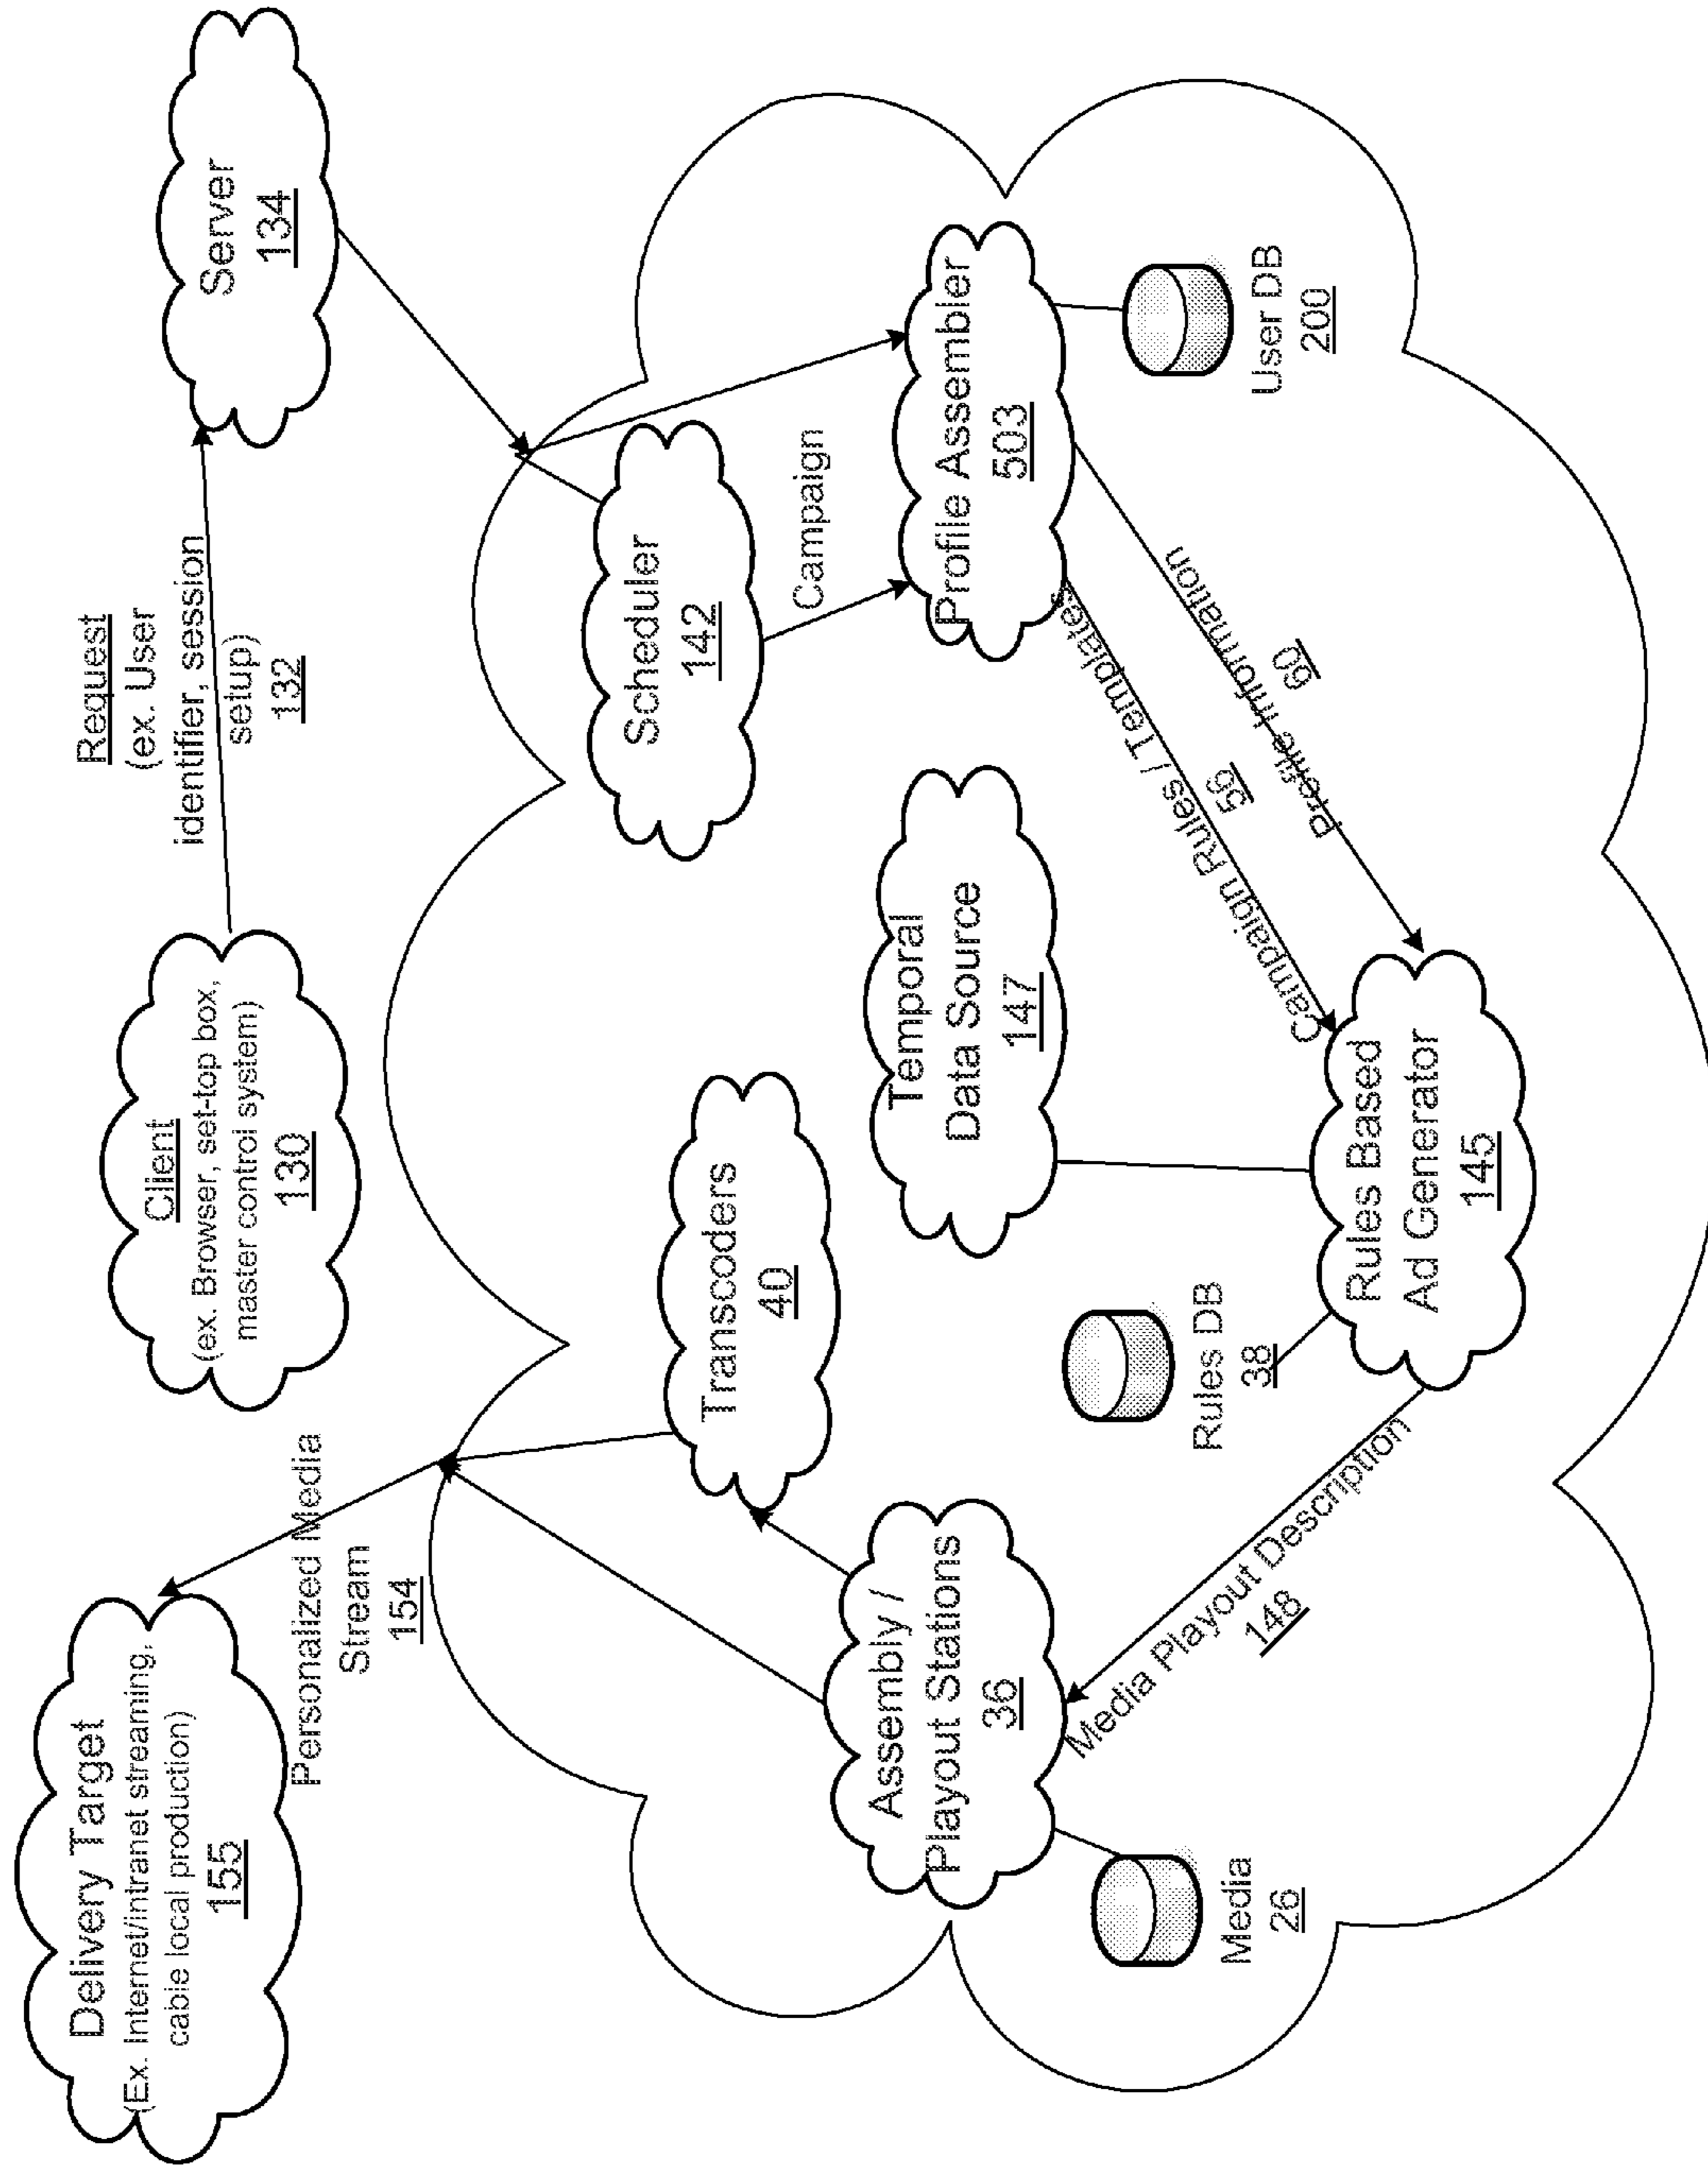 Delivery Target
(Ex. Internet/intranet streaming,
cable local production)
155
Client
(ex. Browser, set-top box,
master control system)
130
Request
(ex. User
identifier, session
setup)
132
Server
134
Personalized Media
Stream
154
Transcoders
40
Scheduler
142
Campaign
Assembly /
Playout Stations
36
Temporal
Data Source
147
Profile Assembler
503
Media
26
Rules DB
38
User DB
200
Campaign Rules / Templates
56
Profile Information
60
Media Playout Description
148
Rules Based
Ad Generator
145